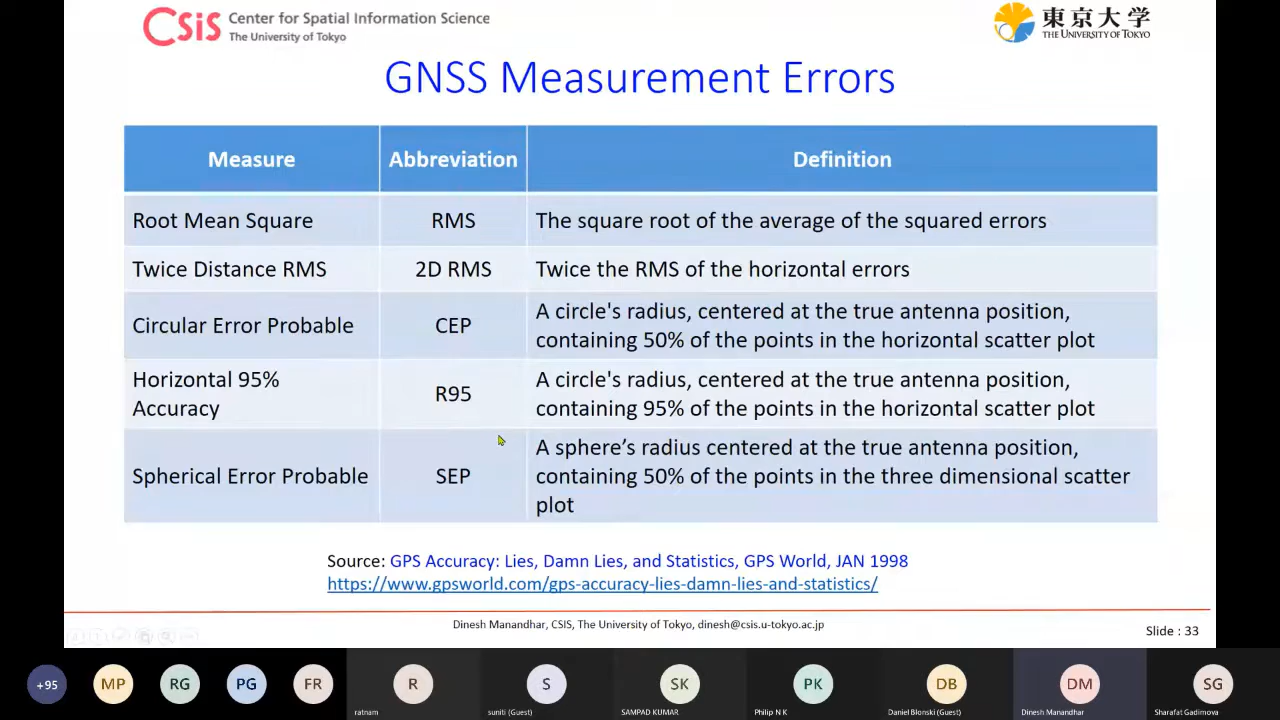 CSIS Center for Spatial Information Science
The University of Tokyo
東京大学
THE UNIVERSITY OF TOKYO
GNSS Measurement Errors
Measure Abbreviation Definition
Root Mean Square RMS The square root of the average of the squared errors
Twice Distance RMS 2D RMS Twice the RMS of the horizontal errors
Circular Error Probable CEP A circle's radius, centered at the true antenna position,
containing 50% of the points in the horizontal scatter plot
Horizontal 95%
Accuracy R95 A circle's radius, centered at the true antenna position,
containing 95% of the points in the horizontal scatter plot
Spherical Error Probable SEP A sphere’s radius centered at the true antenna position,
containing 50% of the points in the three dimensional scatter
plot
Source: GPS Accuracy: Lies, Damn Lies, and Statistics, GPS World, JAN 1998
https://www.gpsworld.com/gps-accuracy-lies-damn-lies-and-statistics/
Dinesh Manandhar, CSIS, The University of Tokyo, dinesh@csis.u-tokyo.ac.jp
Slide : 33
+95 MP RG PG FR R S SK PK DB DM SG
ratnam suniti (Guest) SAMPAD KUMAR Philip N K Daniel Blonski (Guest) Dinesh Manandhar Sharafat Gadimova